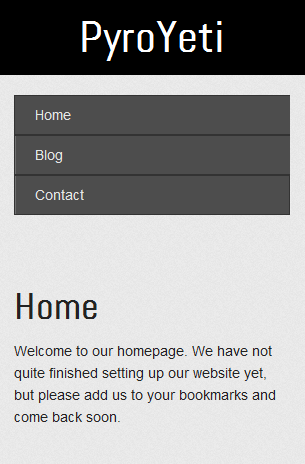 PyroYeti
Home
Blog
Contact
Home
Welcome to our homepage. We have not
quite finished setting up our website yet,
but please add us to your bookmarks and
come back soon.